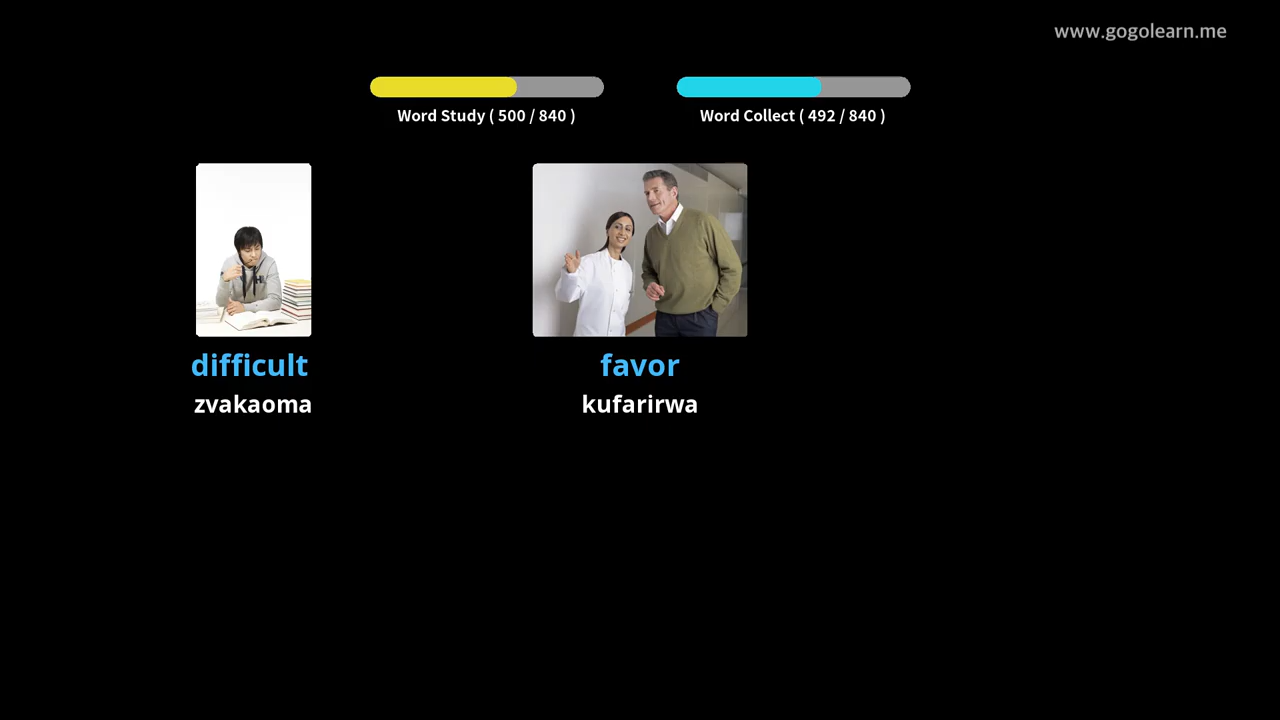 www.gogolearn.me
Word Study ( 500 / 840 )
Word Collect ( 492 / 840 )
difficult
zvakaoma
favor
kufarirwa